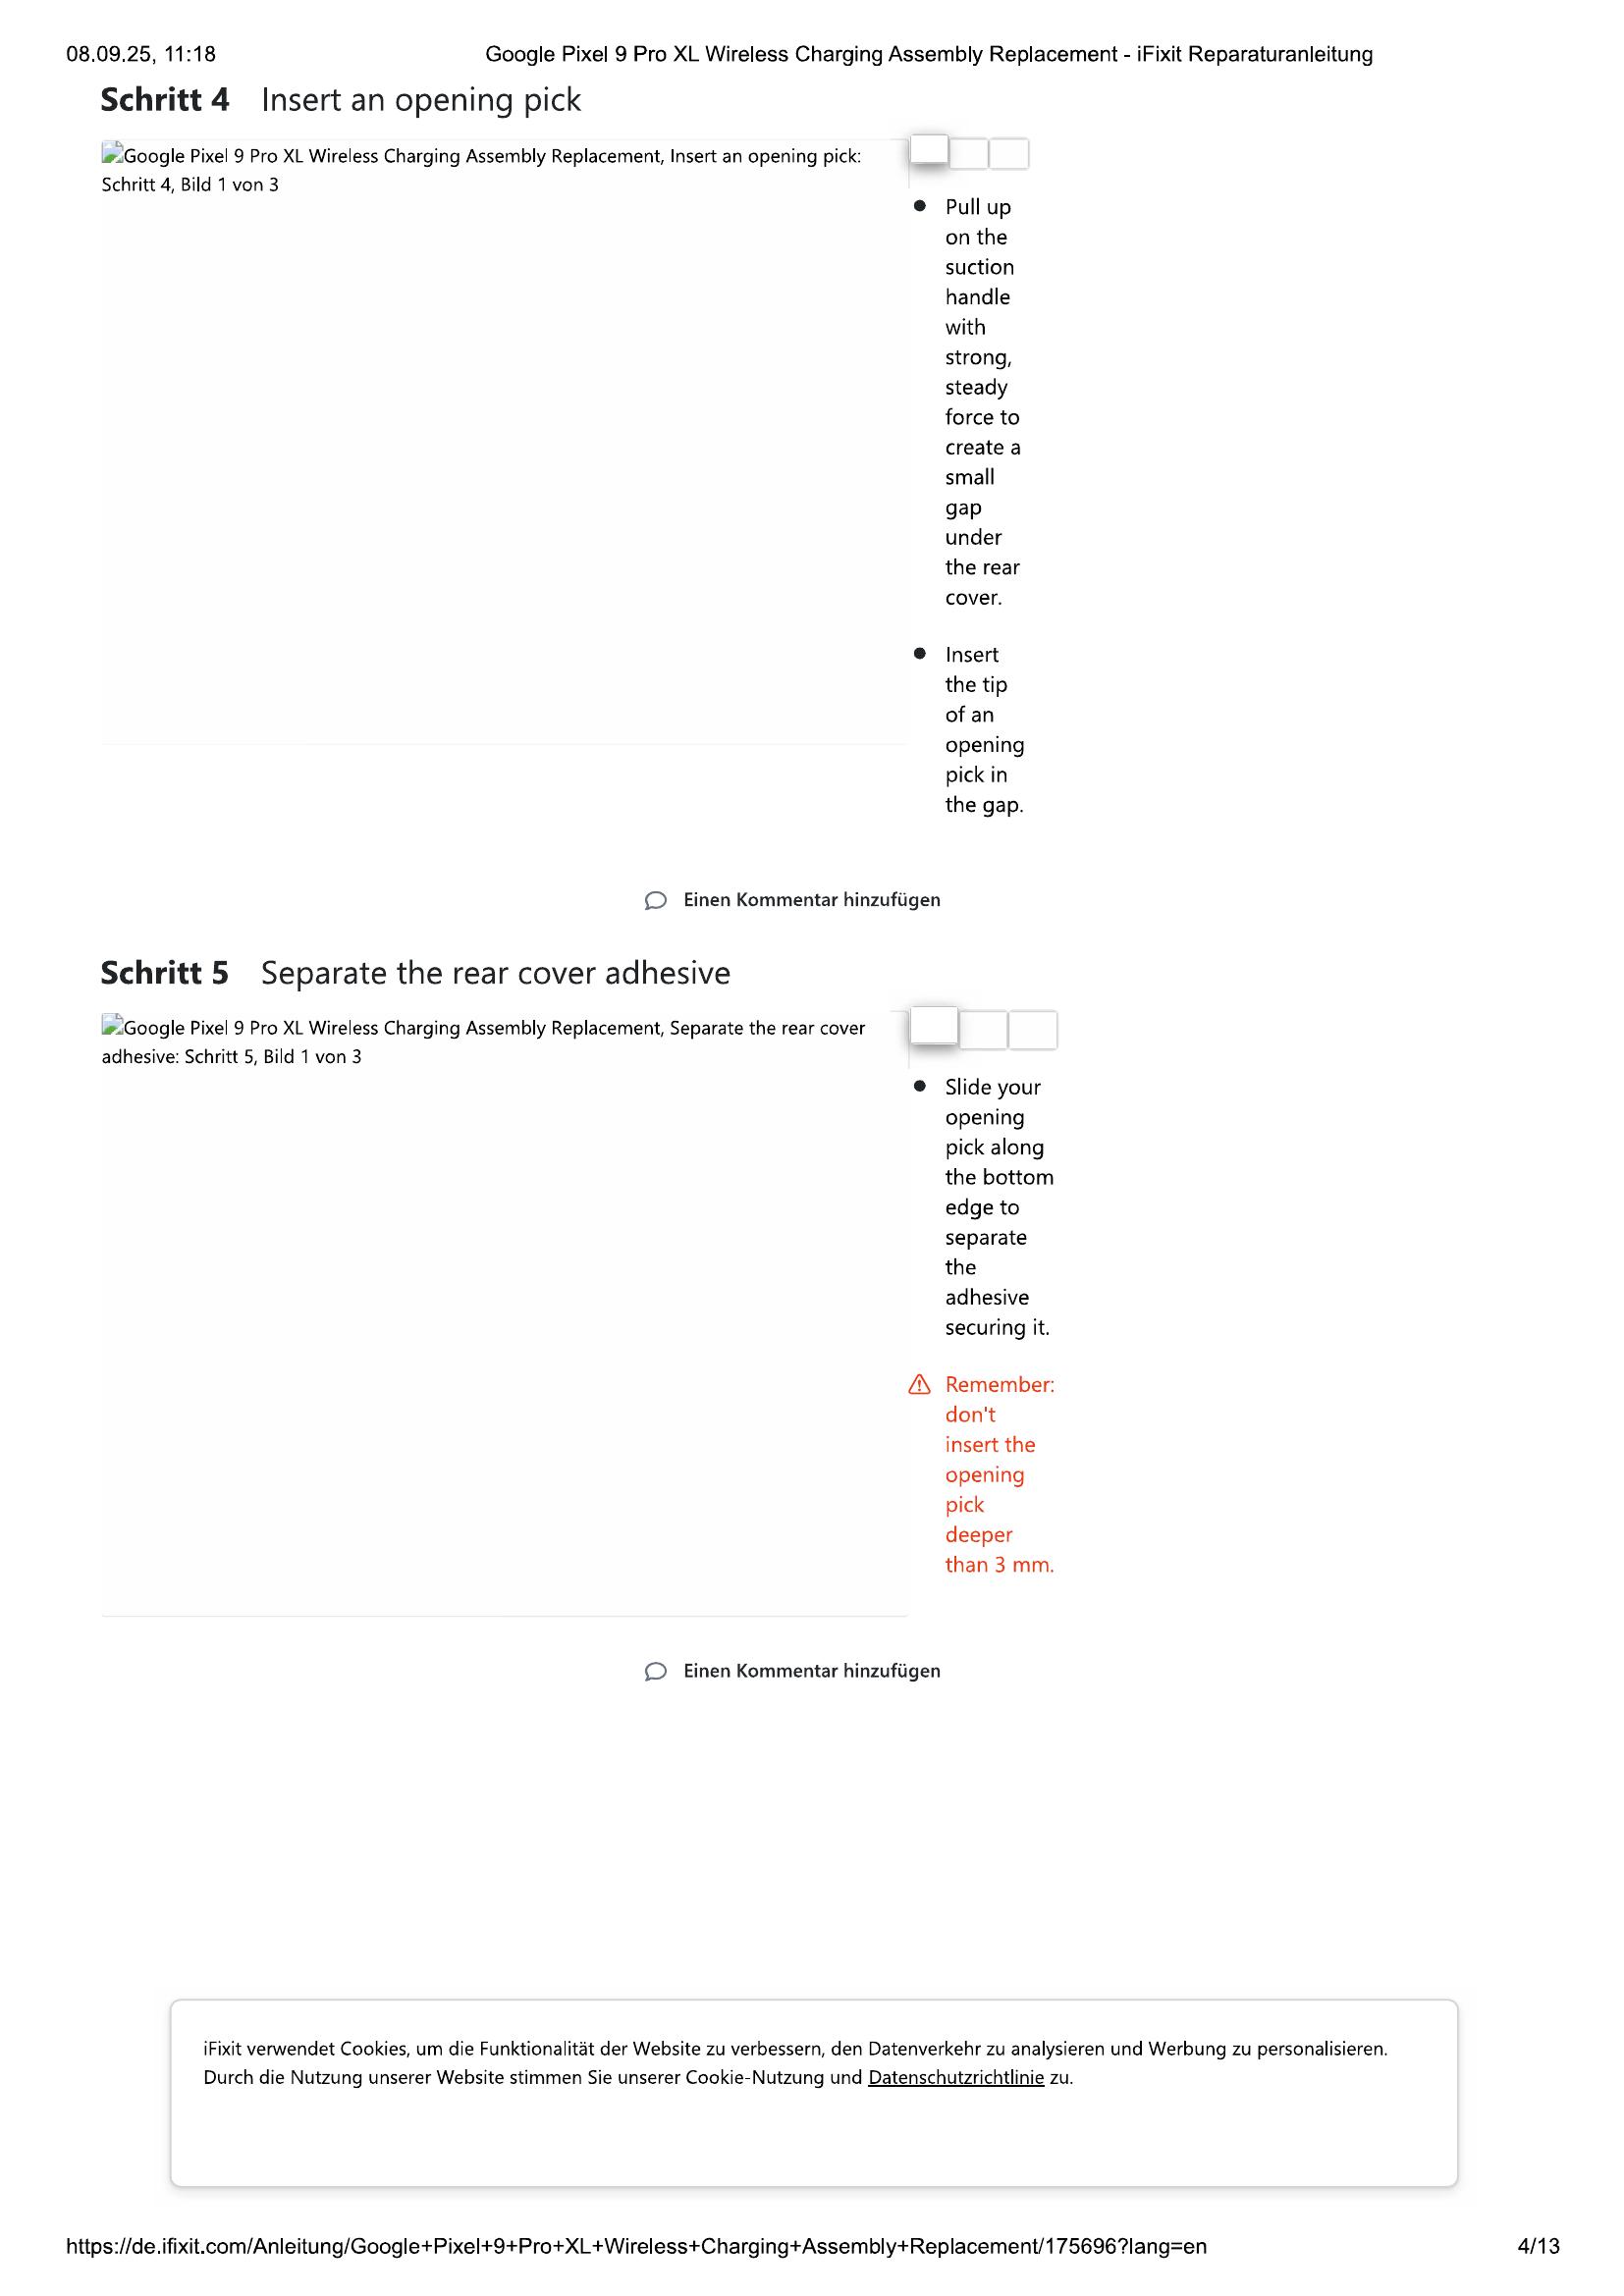 08.09.25, 11:18
Google Pixel 9 Pro XL Wireless Charging Assembly Replacement - iFixit Reparaturanleitung
Schritt 4 Insert an opening pick
Google Pixel 9 Pro XL Wireless Charging Assembly Replacement, Insert an opening pick:
Schritt 4, Bild 1 von 3
Pull up
on the
suction
handle
with
strong,
steady
force to
create a
small
gap
under
the rear
cover.
Insert
the tip
of an
opening
pick in
the gap.
Einen Kommentar hinzufügen
Schritt 5 Separate the rear cover adhesive
Google Pixel 9 Pro XL Wireless Charging Assembly Replacement, Separate the rear cover
adhesive: Schritt 5, Bild 1 von 3
Slide your
opening
pick along
the bottom
edge to
separate
the
adhesive
securing it.
Remember:
don't
insert the
opening
pick
deeper
than 3 mm.
Einen Kommentar hinzufügen
iFixit verwendet Cookies, um die Funktionalität der Website zu verbessern, den Datenverkehr zu analysieren und Werbung zu personalisieren.
Durch die Nutzung unserer Website stimmen Sie unserer Cookie-Nutzung und Datenschutzrichtlinie zu.
https://de.ifixit.com/Anleitung/Google+Pixel+9+Pro+XL+Wireless+Charging+Assembly+Replacement/175696?lang=en
4/13